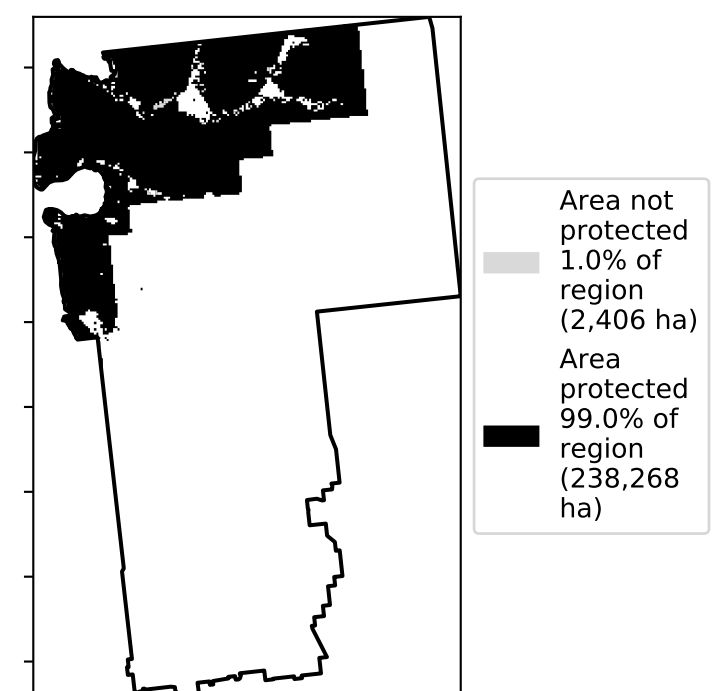 Area not
protected
1.0% of
region
(2,406 ha)
Area
protected
99.0% of
region
(238,268
ha)